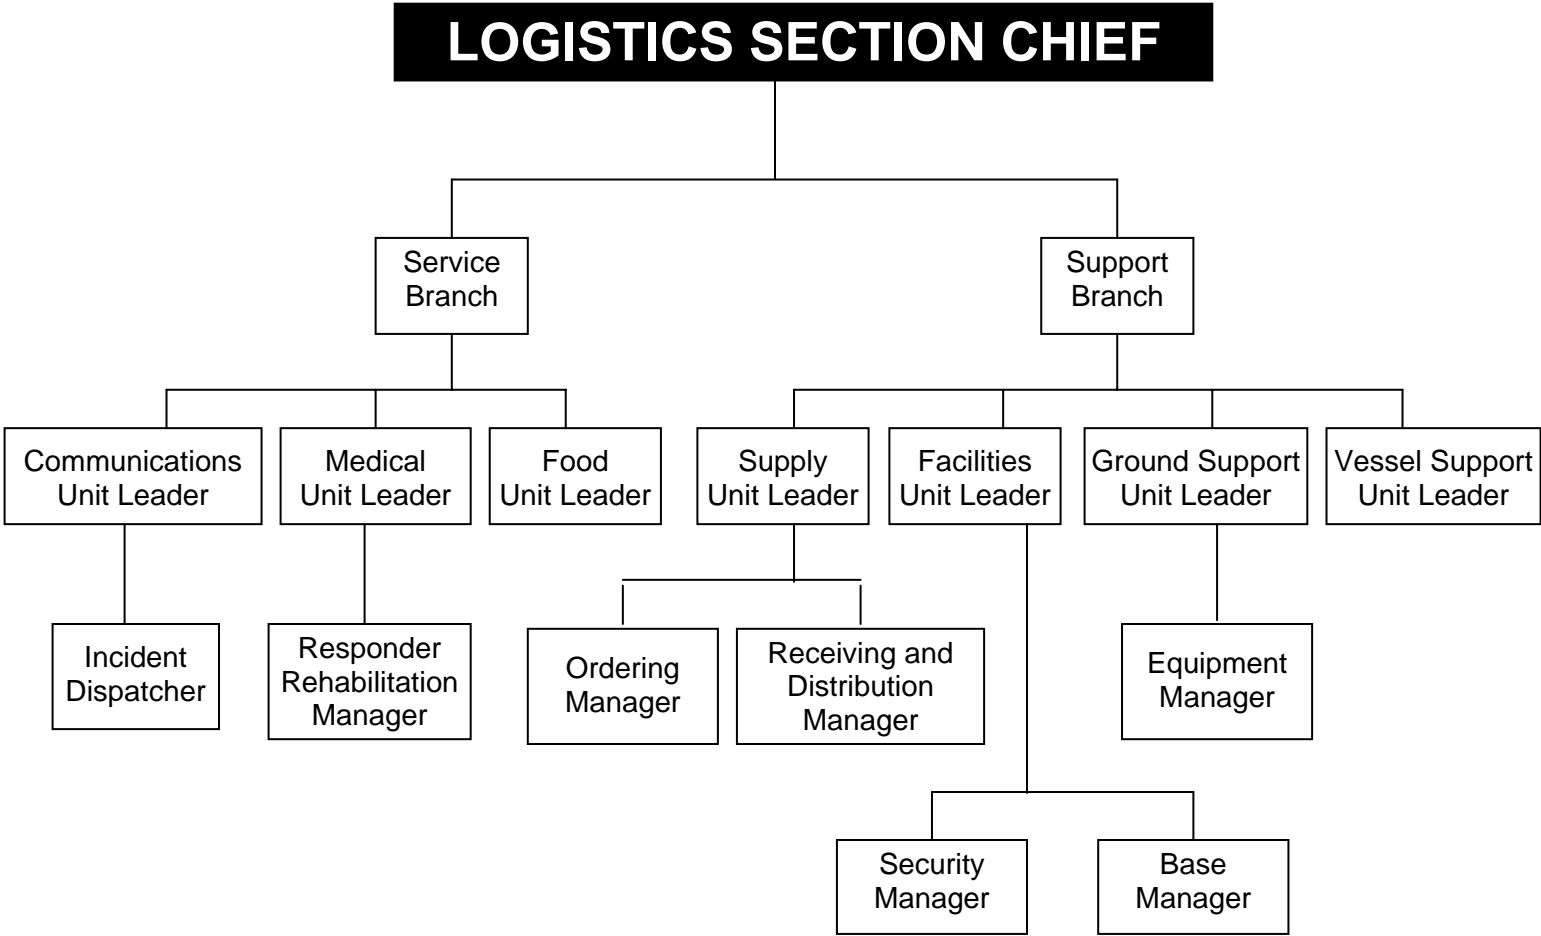 LOGISTICS SECTION CHIEF
Service
Branch
Support
Branch
Communications
Unit Leader
Medical
Unit Leader
Food
Unit Leader
Supply
Unit Leader
Facilities
Unit Leader
Ground Support
Unit Leader
Vessel Support
Unit Leader
Incident
Dispatcher
Responder
Rehabilitation
Manager
Ordering
Manager
Receiving and
Distribution
Manager
Equipment
Manager
Security
Manager
Base
Manager